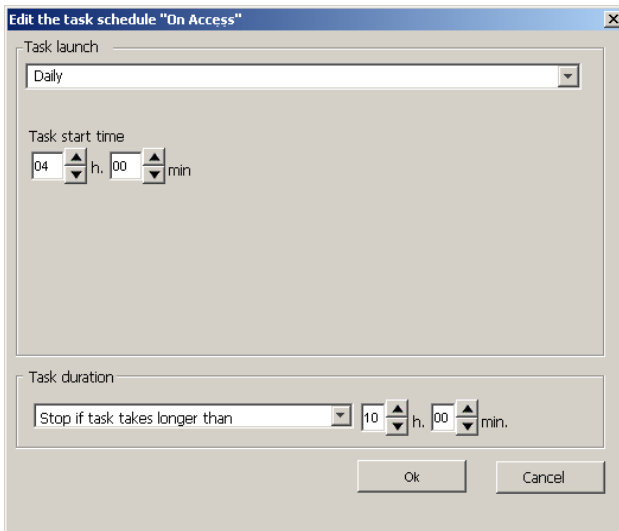 Edit the task schedule "On Access"
Task launch
Daily
Task start time
04 h. 00 min
Task duration
Stop if task takes longer than 10 h. 00 min.
Ok Cancel